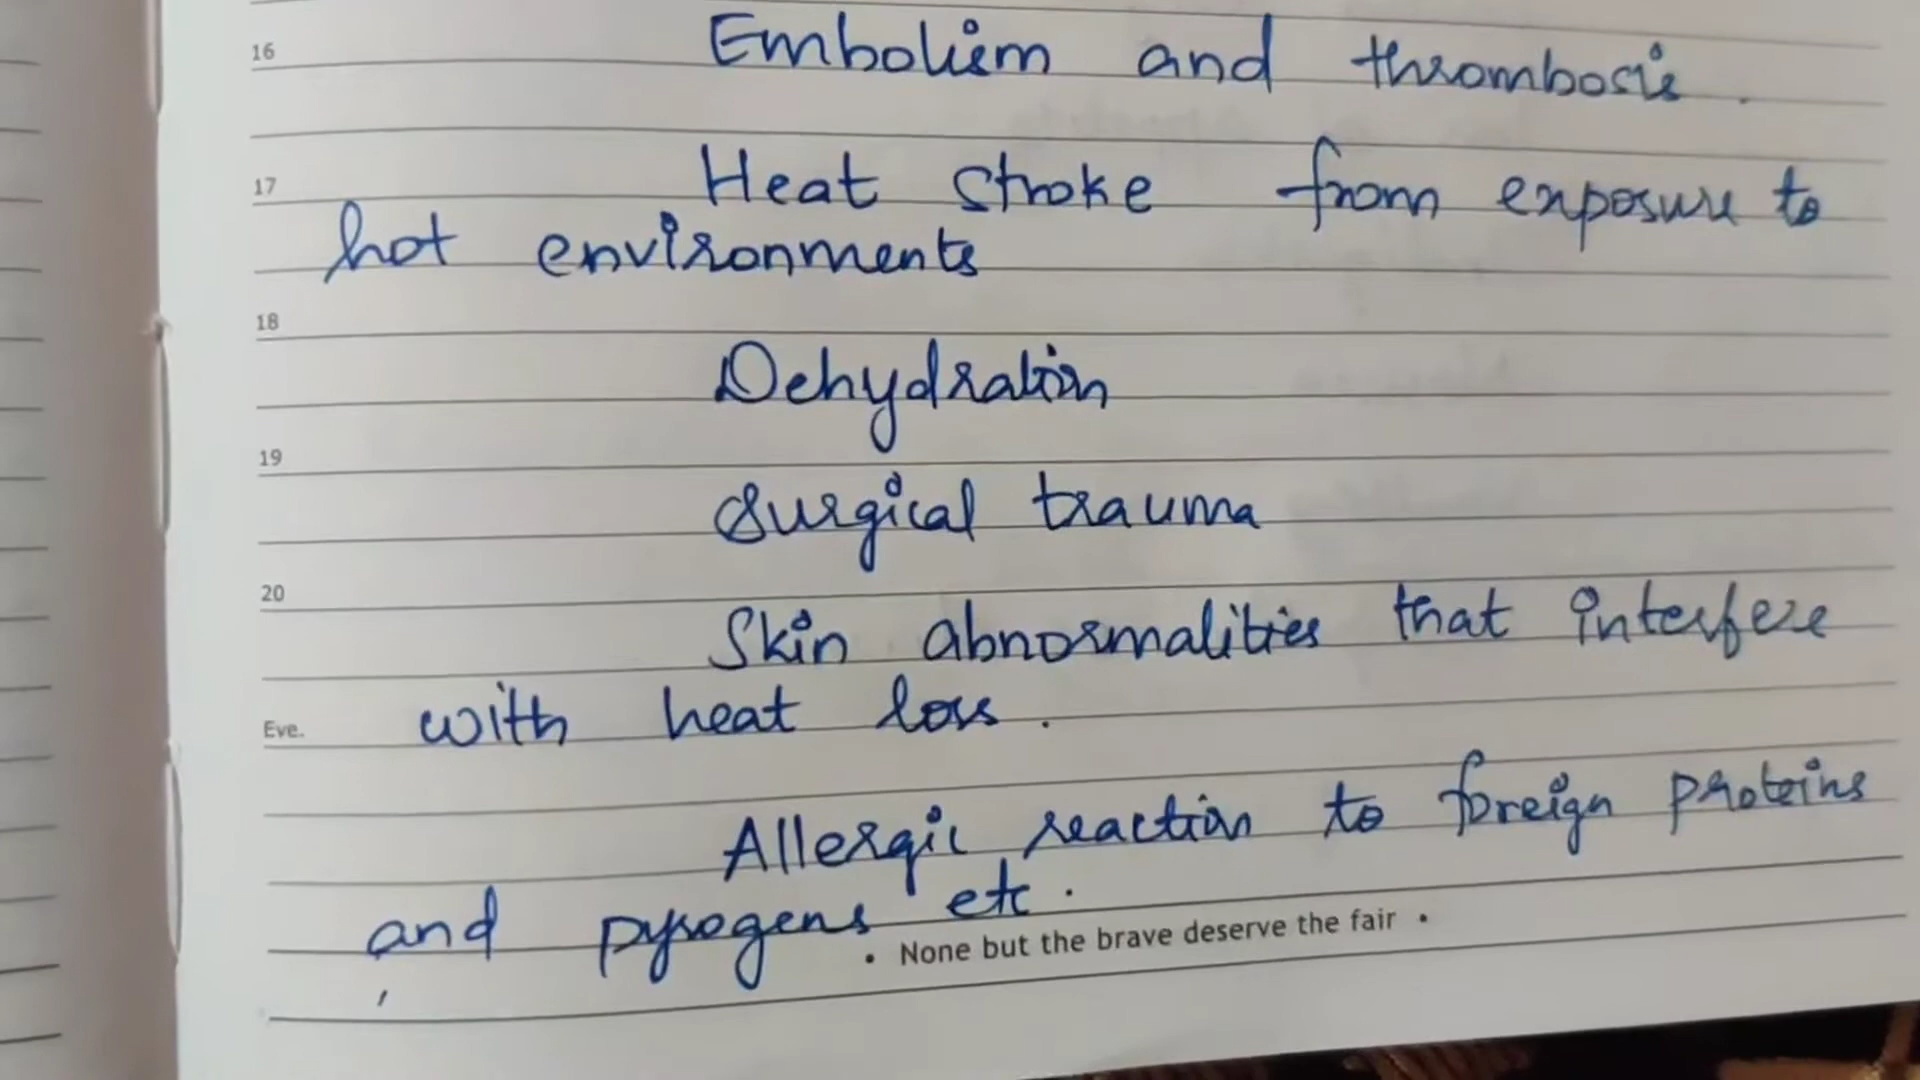 16 Embolism and thrombosis.
17 Heat stroke from exposure to
hot environments
18
Dehydration
19
Surgical trauma
20
Skin abnormalities that interfere
Eve. with heat loss.
Allergic reaction to foreign proteins
and pyrogens etc.
• None but the brave deserve the fair •